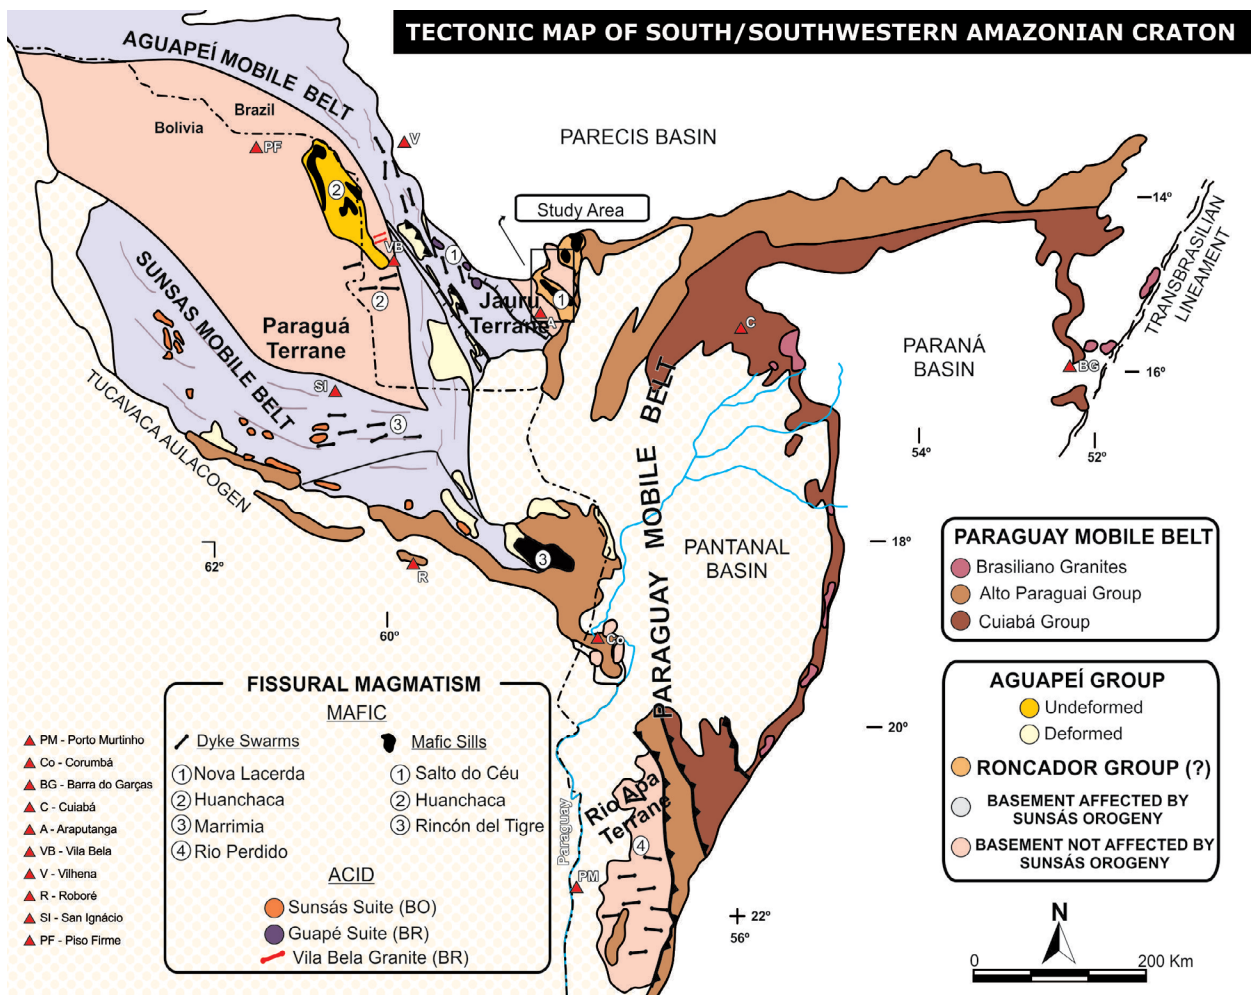 TECTONIC MAP OF SOUTH/SOUTHWESTERN AMAZONIAN CRATON
AGUAPEÍ MOBILE BELT
Brazil
Bolivia
PF
V
PARECIS BASIN
14º
Study Area
2
VB
1
2
Jauru
Terrane
1
A
TRANSBRASILIAN
LINEAMENT
SUNSAS MOBILE BELT
Paraguá
Terrane
C
PARANÁ
BASIN
BG
16º
SI
TUCAVACA AULACOGEN
3
54º
52º
PARAGUAY MOBILE BELT
62º
R
3
PANTANAL
BASIN
18º
60º
Co
20º
Rio Apa
Terrane
4
Paraguay
PM
22º
56º
PARAGUAY MOBILE BELT
Brasiliano Granites
Alto Paraguai Group
Cuiabá Group
AGUAPEÍ GROUP
Undeformed
Deformed
RONCADOR GROUP (?)
BASEMENT AFFECTED BY
SUNSÁS OROGENY
BASEMENT NOT AFFECTED BY
SUNSÁS OROGENY
N
0 200 Km
FISSURAL MAGMATISM
MAFIC
Dyke Swarms
1 Nova Lacerda
2 Huanchaca
3 Marrimia
4 Rio Perdido
Mafic Sills
1 Salto do Céu
2 Huanchaca
3 Rincón del Tigre
ACID
Sunsás Suite (BO)
Guapé Suite (BR)
Vila Bela Granite (BR)
PM - Porto Murtinho
Co - Corumbá
BG - Barra do Garças
C - Cuiabá
A - Araputanga
VB - Vila Bela
V - Vilhena
R - Roboré
SI - San Ignácio
PF - Piso Firme